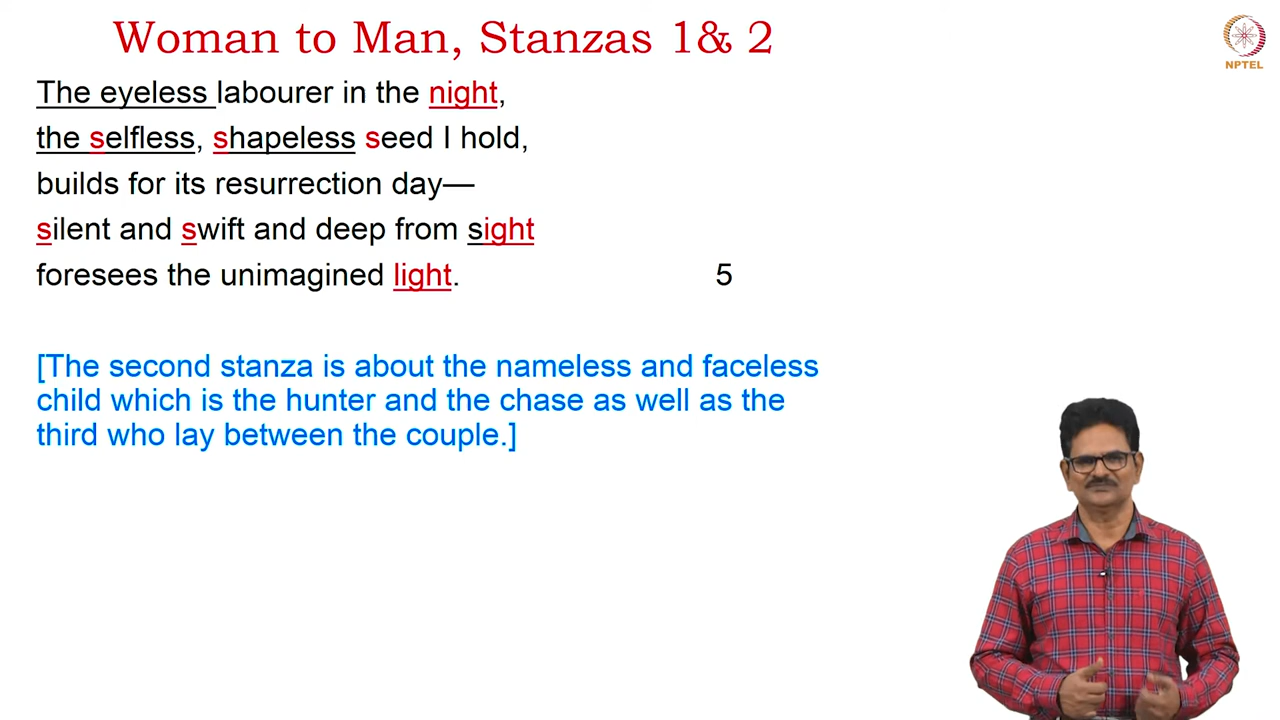 Woman to Man, Stanzas 1& 2
NPTEL
The eyeless labourer in the night,
the selfless, shapeless seed I hold,
builds for its resurrection day—
silent and swift and deep from sight
foresees the unimagined light. 5
[The second stanza is about the nameless and faceless
child which is the hunter and the chase as well as the
third who lay between the couple.]